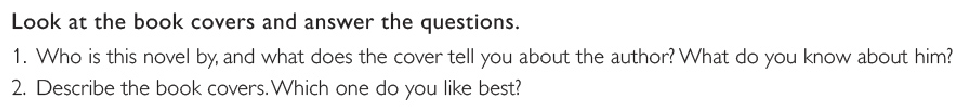 Look at the book covers and answer the questions.
1. Who is this novel by, and what does the cover tell you about the author? What do you know about him?
2. Describe the book covers. Which one do you like best?